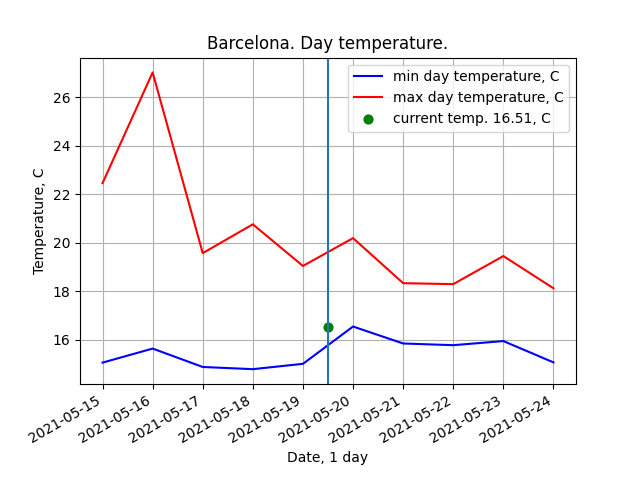 Barcelona. Day temperature.
min day temperature, C
max day temperature, C
current temp. 16.51, C
Temperature, C
26
24
22
20
18
16
2021-05-15
2021-05-16
2021-05-17
2021-05-18
2021-05-19
2021-05-20
2021-05-21
2021-05-22
2021-05-23
2021-05-24
Date, 1 day